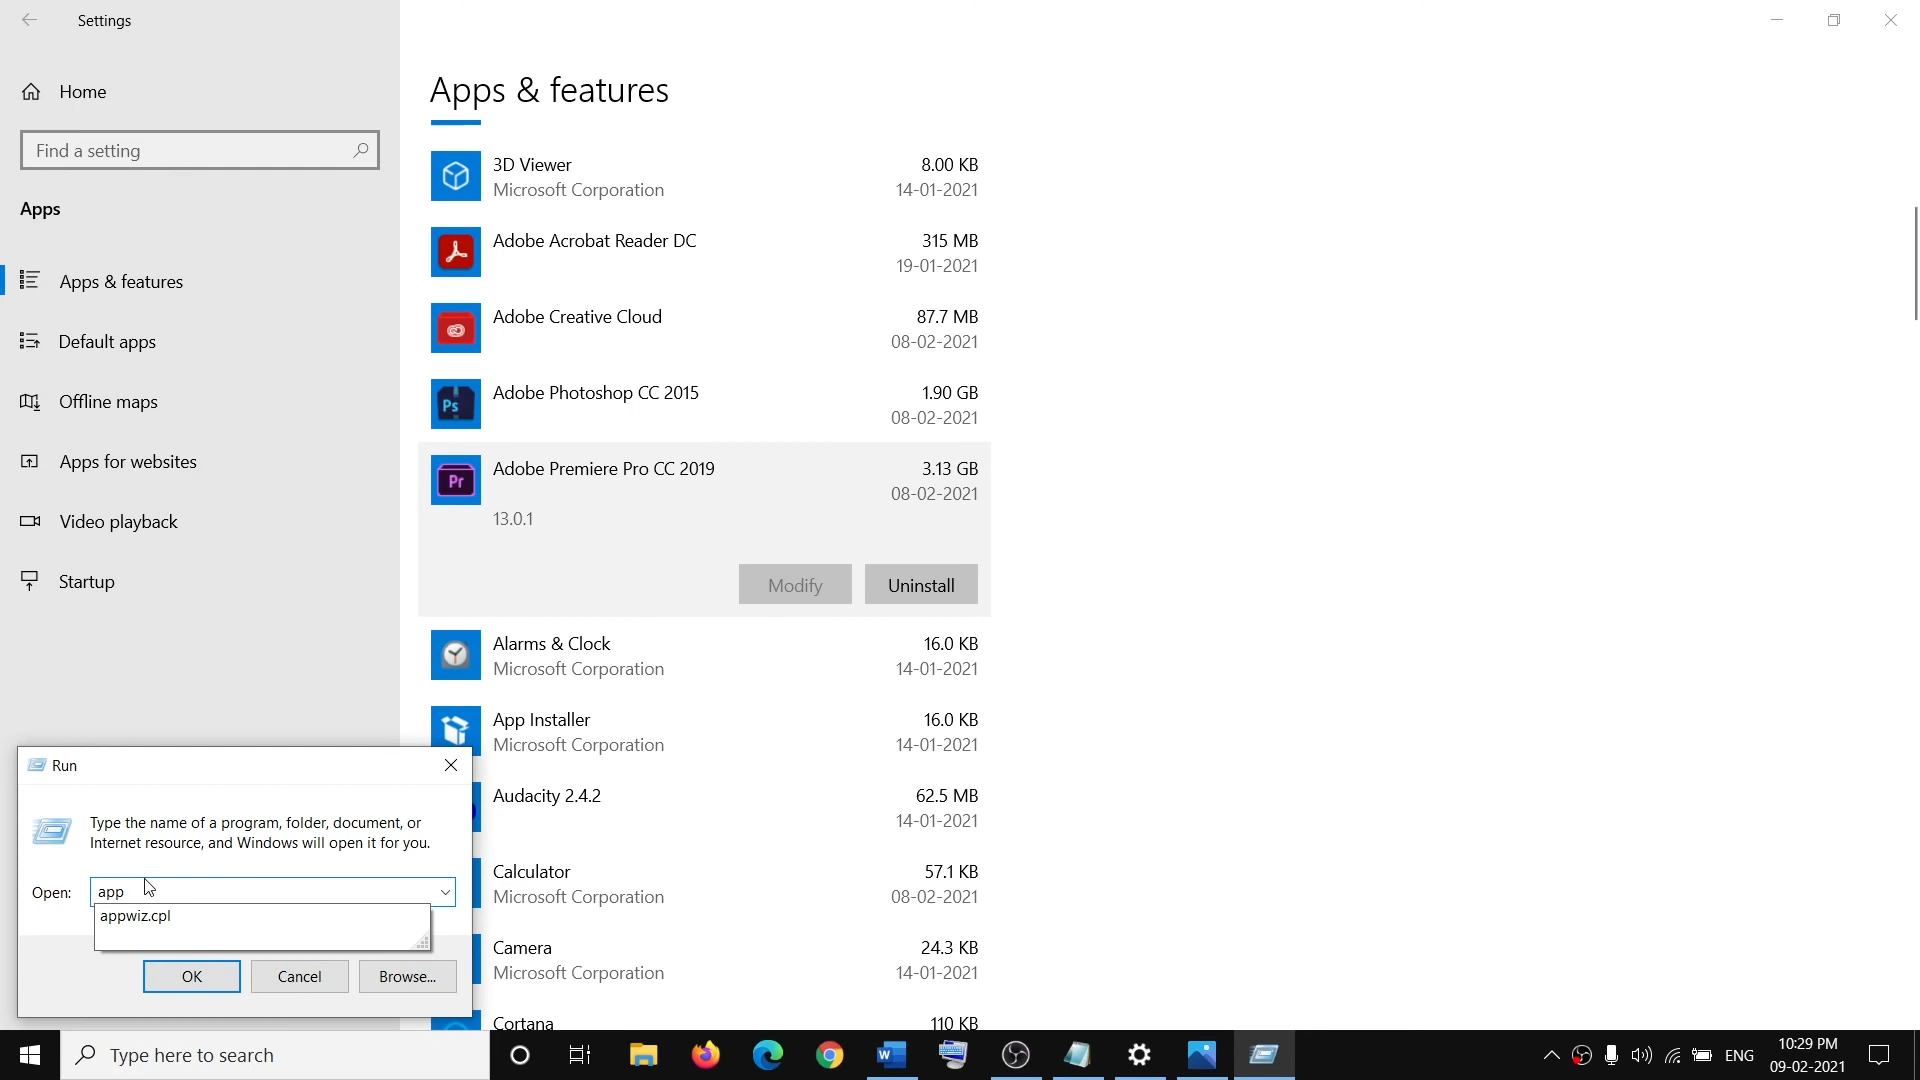 Settings
Home
Find a setting
Apps
Apps & features
Default apps
Offline maps
Apps for websites
Video playback
Startup
Apps & features
3D Viewer 8.00 KB
Microsoft Corporation 14-01-2021
Adobe Acrobat Reader DC 315 MB
19-01-2021
Adobe Creative Cloud 87.7 MB
08-02-2021
Ps Adobe Photoshop CC 2015 1.90 GB
08-02-2021
Pr Adobe Premiere Pro CC 2019 3.13 GB
08-02-2021
13.0.1
Modify Uninstall
Alarms & Clock 16.0 KB
Microsoft Corporation 14-01-2021
App Installer 16.0 KB
Microsoft Corporation 14-01-2021
Audacity 2.4.2 62.5 MB
14-01-2021
Calculator 57.1 KB
Microsoft Corporation 08-02-2021
Camera 24.3 KB
Microsoft Corporation 14-01-2021
Cortana 110 KB
Run
Type the name of a program, folder, document, or
Internet resource, and Windows will open it for you.
Open: app
appwiz.cpl
OK Cancel Browse...
Type here to search
ENG
10:29 PM
09-02-2021